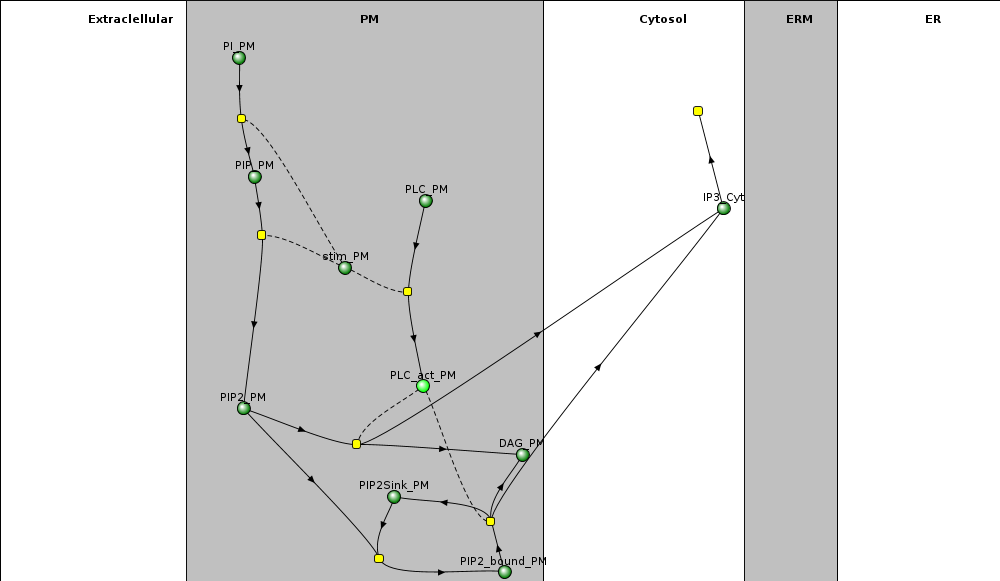 Extraclellular PM Cytosol ERM ER
PI_PM
PIP_PM
PLC_PM
IP3_Cyt
stim_PM
PLC_act_PM
PIP2_PM
DAG_PM
PIP2Sink_PM
PIP2_bound_PM